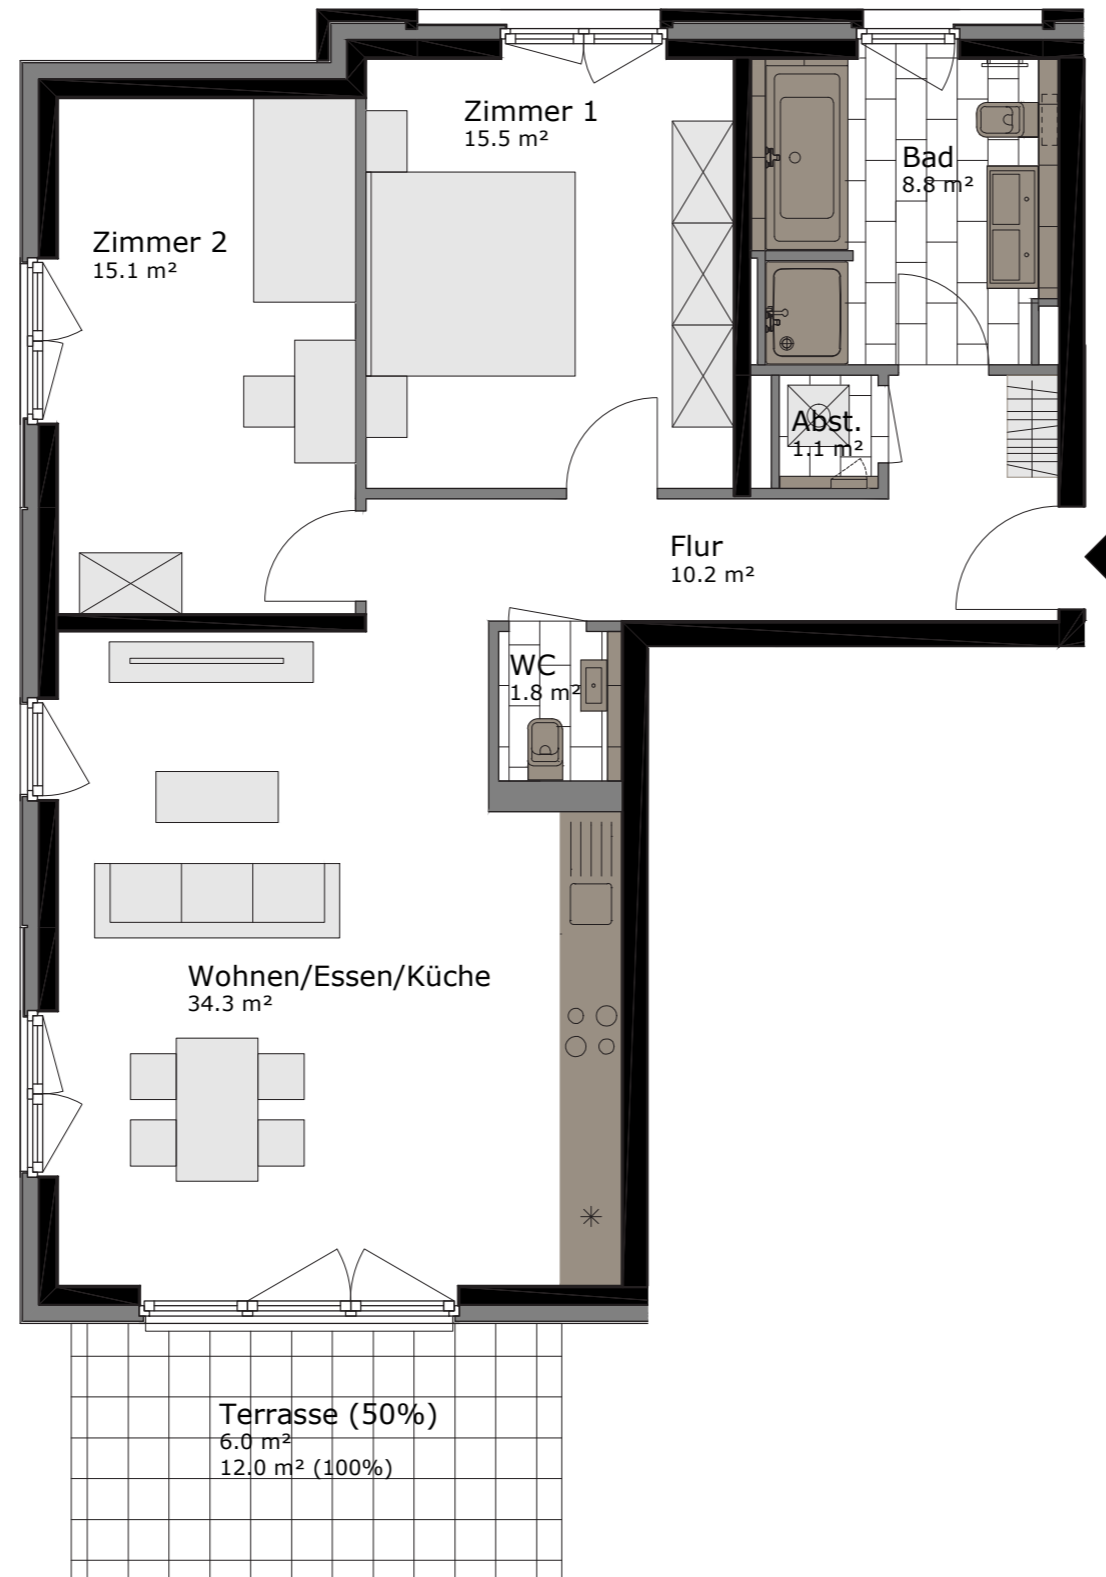 Zimmer 1
15.5 m²
Bad
8.8 m²
Zimmer 2
15.1 m²
Abst.
1.1 m²
Flur
10.2 m²
WC
1.8 m²
Wohnen/Essen/Küche
34.3 m²
Terrasse (50%)
6.0 m²
12.0 m² (100%)